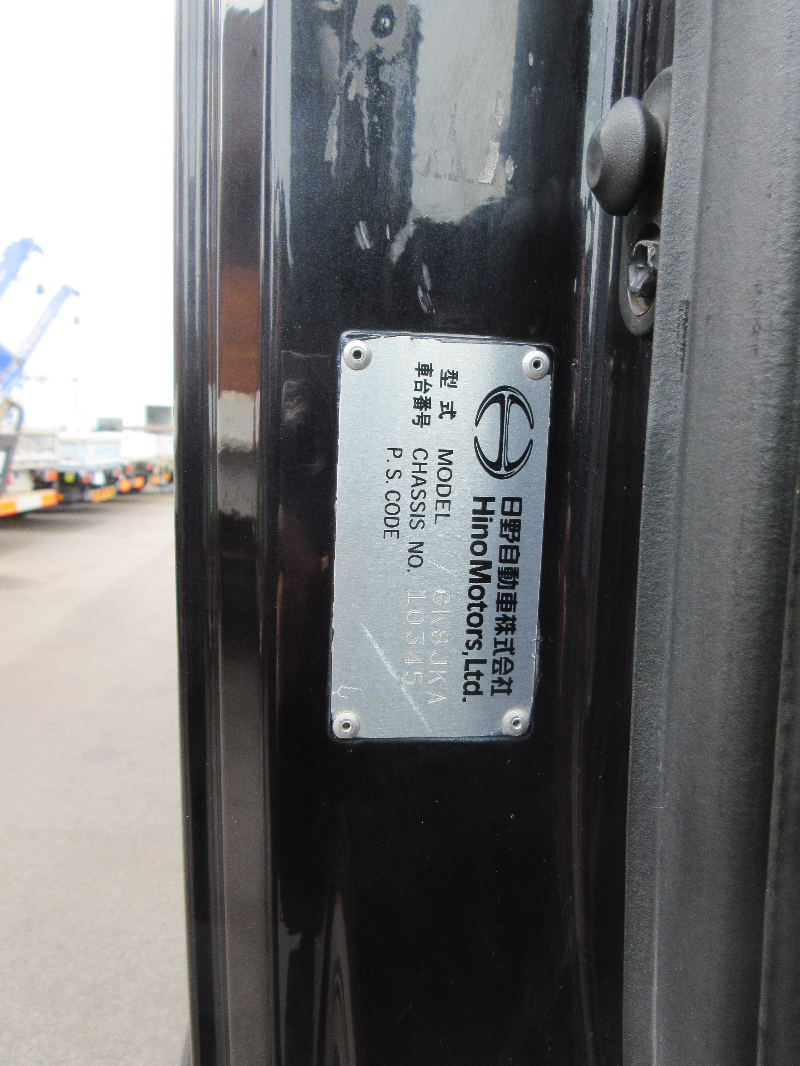 日野自動車株式会社
Hino Motors, Ltd.
型式 MODEL GK8JKA
車台番号 CHASSIS NO. 10345
P.S.CODE